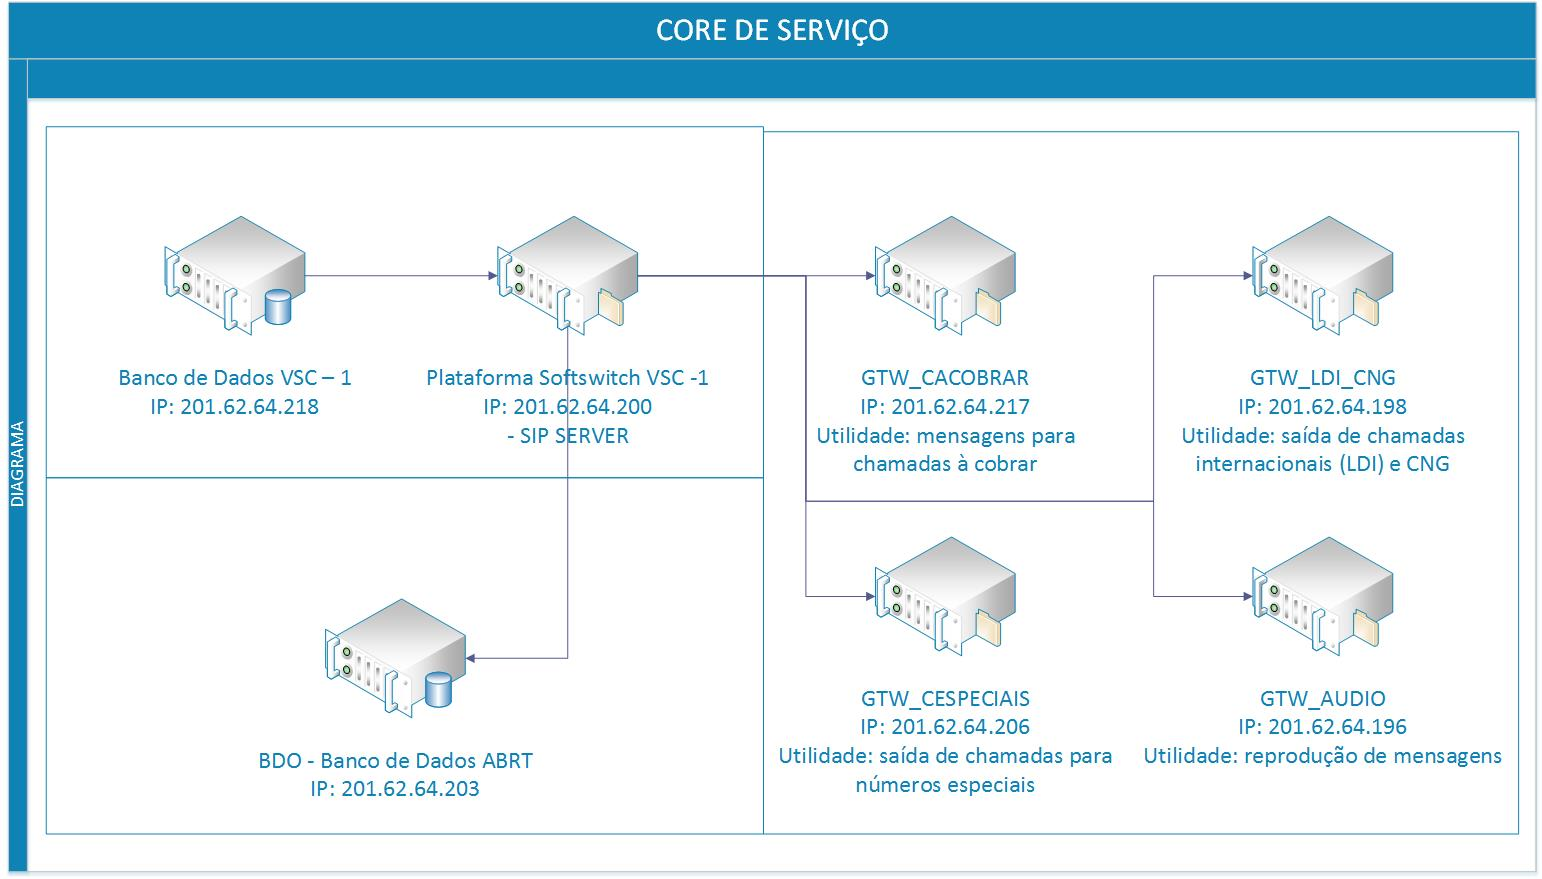 CORE DE SERVIÇO
DIAGRAMA
Banco de Dados VSC – 1
IP: 201.62.64.218
Plataforma Softswitch VSC -1
IP: 201.62.64.200
- SIP SERVER
GTW_CACOBRAR
IP: 201.62.64.217
Utilidade: mensagens para
chamadas à cobrar
GTW_LDI_CNG
IP: 201.62.64.198
Utilidade: saída de chamadas
internacionais (LDI) e CNG
BDO - Banco de Dados ABRT
IP: 201.62.64.203
GTW_CESPECIAIS
IP: 201.62.64.206
Utilidade: saída de chamadas para
números especiais
GTW_AUDIO
IP: 201.62.64.196
Utilidade: reprodução de mensagens